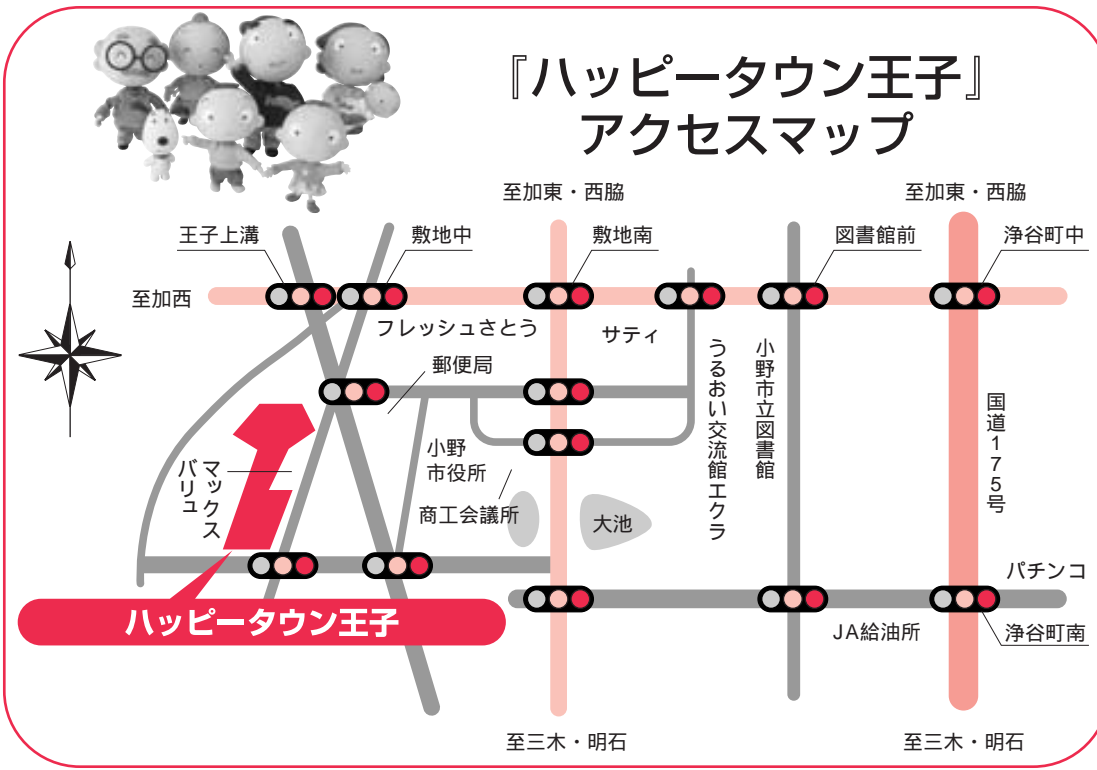 『ハッピータウン王子』
アクセスマップ
至加東・西脇
至加東・西脇
王子上溝
敷地中
敷地南
図書館前
浄谷町中
至加西
フレッシュさとう
サティ
郵便局
うるおい交流館エクラ
小野市立図書館
国道175号
小野
市役所
マックス
バリュ
商工会議所
大池
パチンコ
ハッピータウン王子
JA給油所
浄谷町南
至三木・明石
至三木・明石